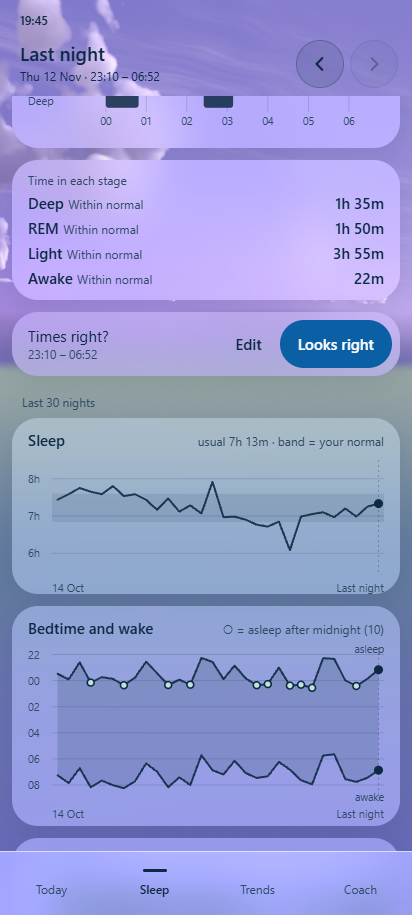 19:45
Last night
Thu 12 Nov · 23:10 – 06:52
Deep
00 01 02 03 04 05 06
Time in each stage
Deep Within normal 1h 35m
REM Within normal 1h 50m
Light Within normal 3h 55m
Awake Within normal 22m
Times right?
23:10 – 06:52
Edit
Looks right
Last 30 nights
Sleep usual 7h 13m · band = your normal
8h
7h
6h
14 Oct Last night
Bedtime and wake = asleep after midnight (10)
asleep
22
00
02
04
06
08
awake
14 Oct Last night
Today Sleep Trends Coach